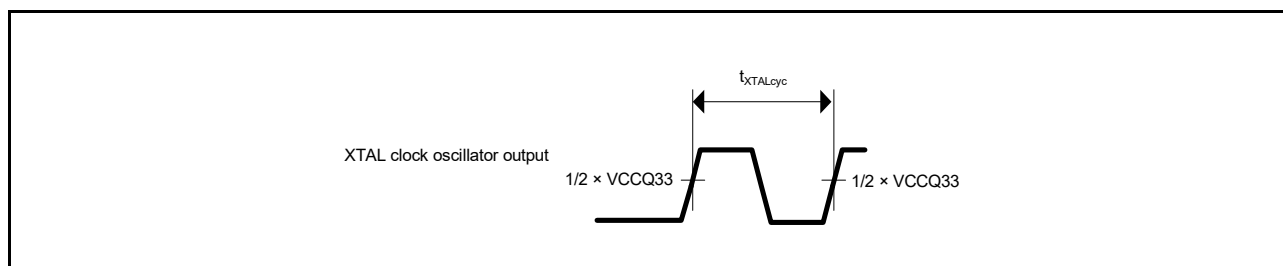 tXTALcyc
XTAL clock oscillator output
1/2 × VCCQ33
1/2 × VCCQ33